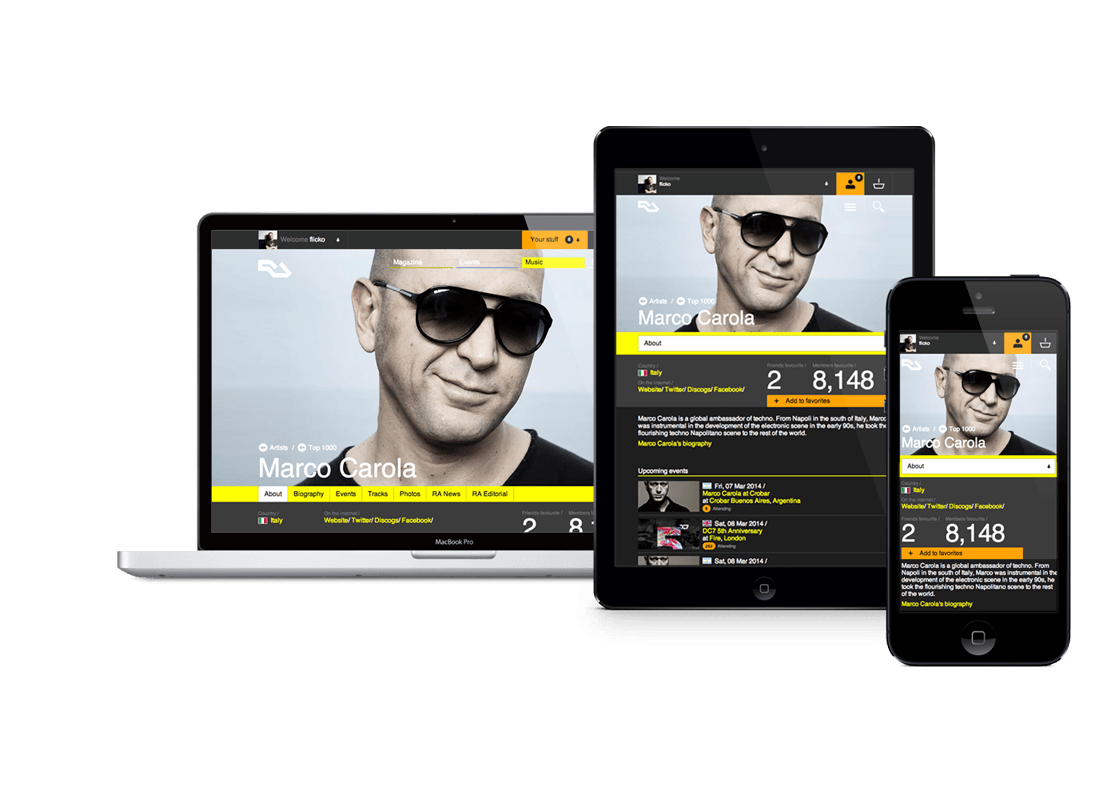 Welcome flicko
Your stuff
Magazine
Events
Music
Artists / Top 1000
Marco Carola
About
Biography
Events
Tracks
Photos
RA News
RA Editorial
Country /
Italy
On the internet /
Website/ Twitter/ Discogs/ Facebook/
Friends favourite /
Members
2
8,1
MacBook Pro
Welcome
flicko
Artists / Top 1000
Marco Carola
About
Country /
Italy
On the internet /
Website/ Twitter/ Discogs/ Facebook/
Friends favourite /
Members favourite /
2
8,148
+ Add to favorites
Marco Carola is a global ambassador of techno. From Napoli in the south of Italy, Marco
was instrumental in the development of the electronic scene in the early 90s, he took the
flourishing techno Napolitano scene to the rest of the world.
Marco Carola's biography
Upcoming events
Fri, 07 Mar 2014 /
Marco Carola at Crobar
at Crobar Buenos Aires, Argentina
Attending
Sat, 08 Mar 2014 /
DC7 5th Anniversary
at Fire, London
Attending
Sat, 08 Mar 2014 /
Welcome
flicko
Artists / Top 1000
Marco Carola
About
Country /
Italy
On the internet /
Website/ Twitter/ Discogs/ Facebook/
Friends favourite /
Members favourite /
2
8,148
+ Add to favorites
Marco Carola is a global ambassador of techno. From
Napoli in the south of Italy, Marco was instrumental in the
development of the electronic scene in the early 90s, he
took the flourishing techno Napolitano scene to the rest
of the world.
Marco Carola's biography